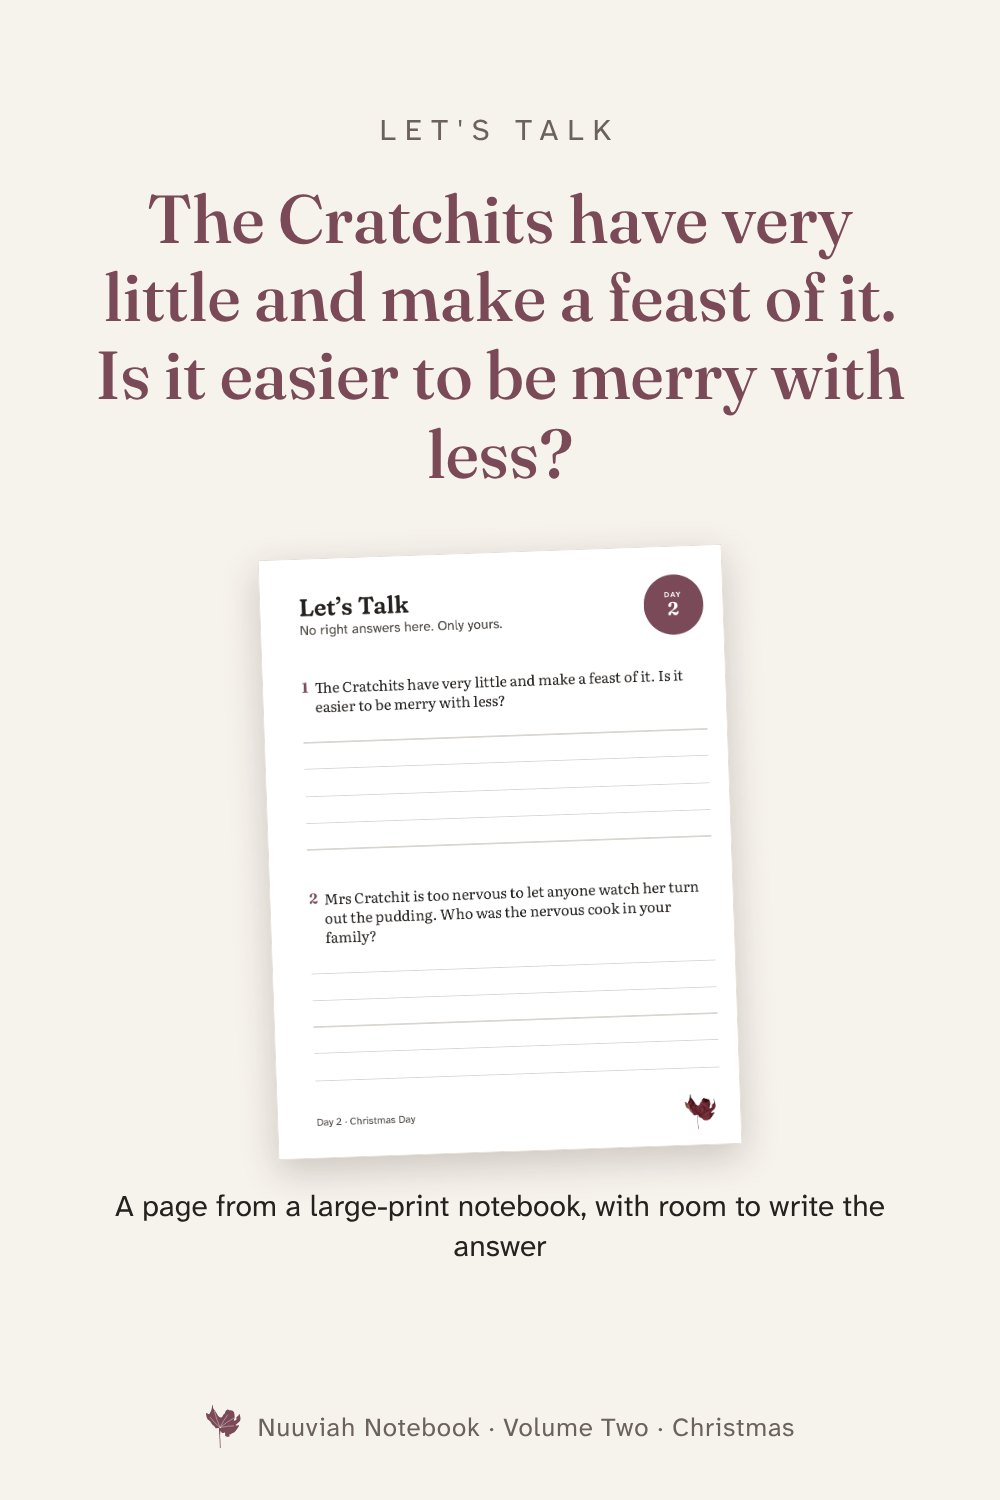 LET'S TALK
The Cratchits have very
little and make a feast of it.
Is it easier to be merry with
less?
Let’s Talk
No right answers here. Only yours.
DAY
2
1 The Cratchits have very little and make a feast of it. Is it
easier to be merry with less?
2 Mrs Cratchit is too nervous to let anyone watch her turn
out the pudding. Who was the nervous cook in your
family?
Day 2 · Christmas Day
A page from a large-print notebook, with room to write the
answer
Nuuviah Notebook · Volume Two · Christmas